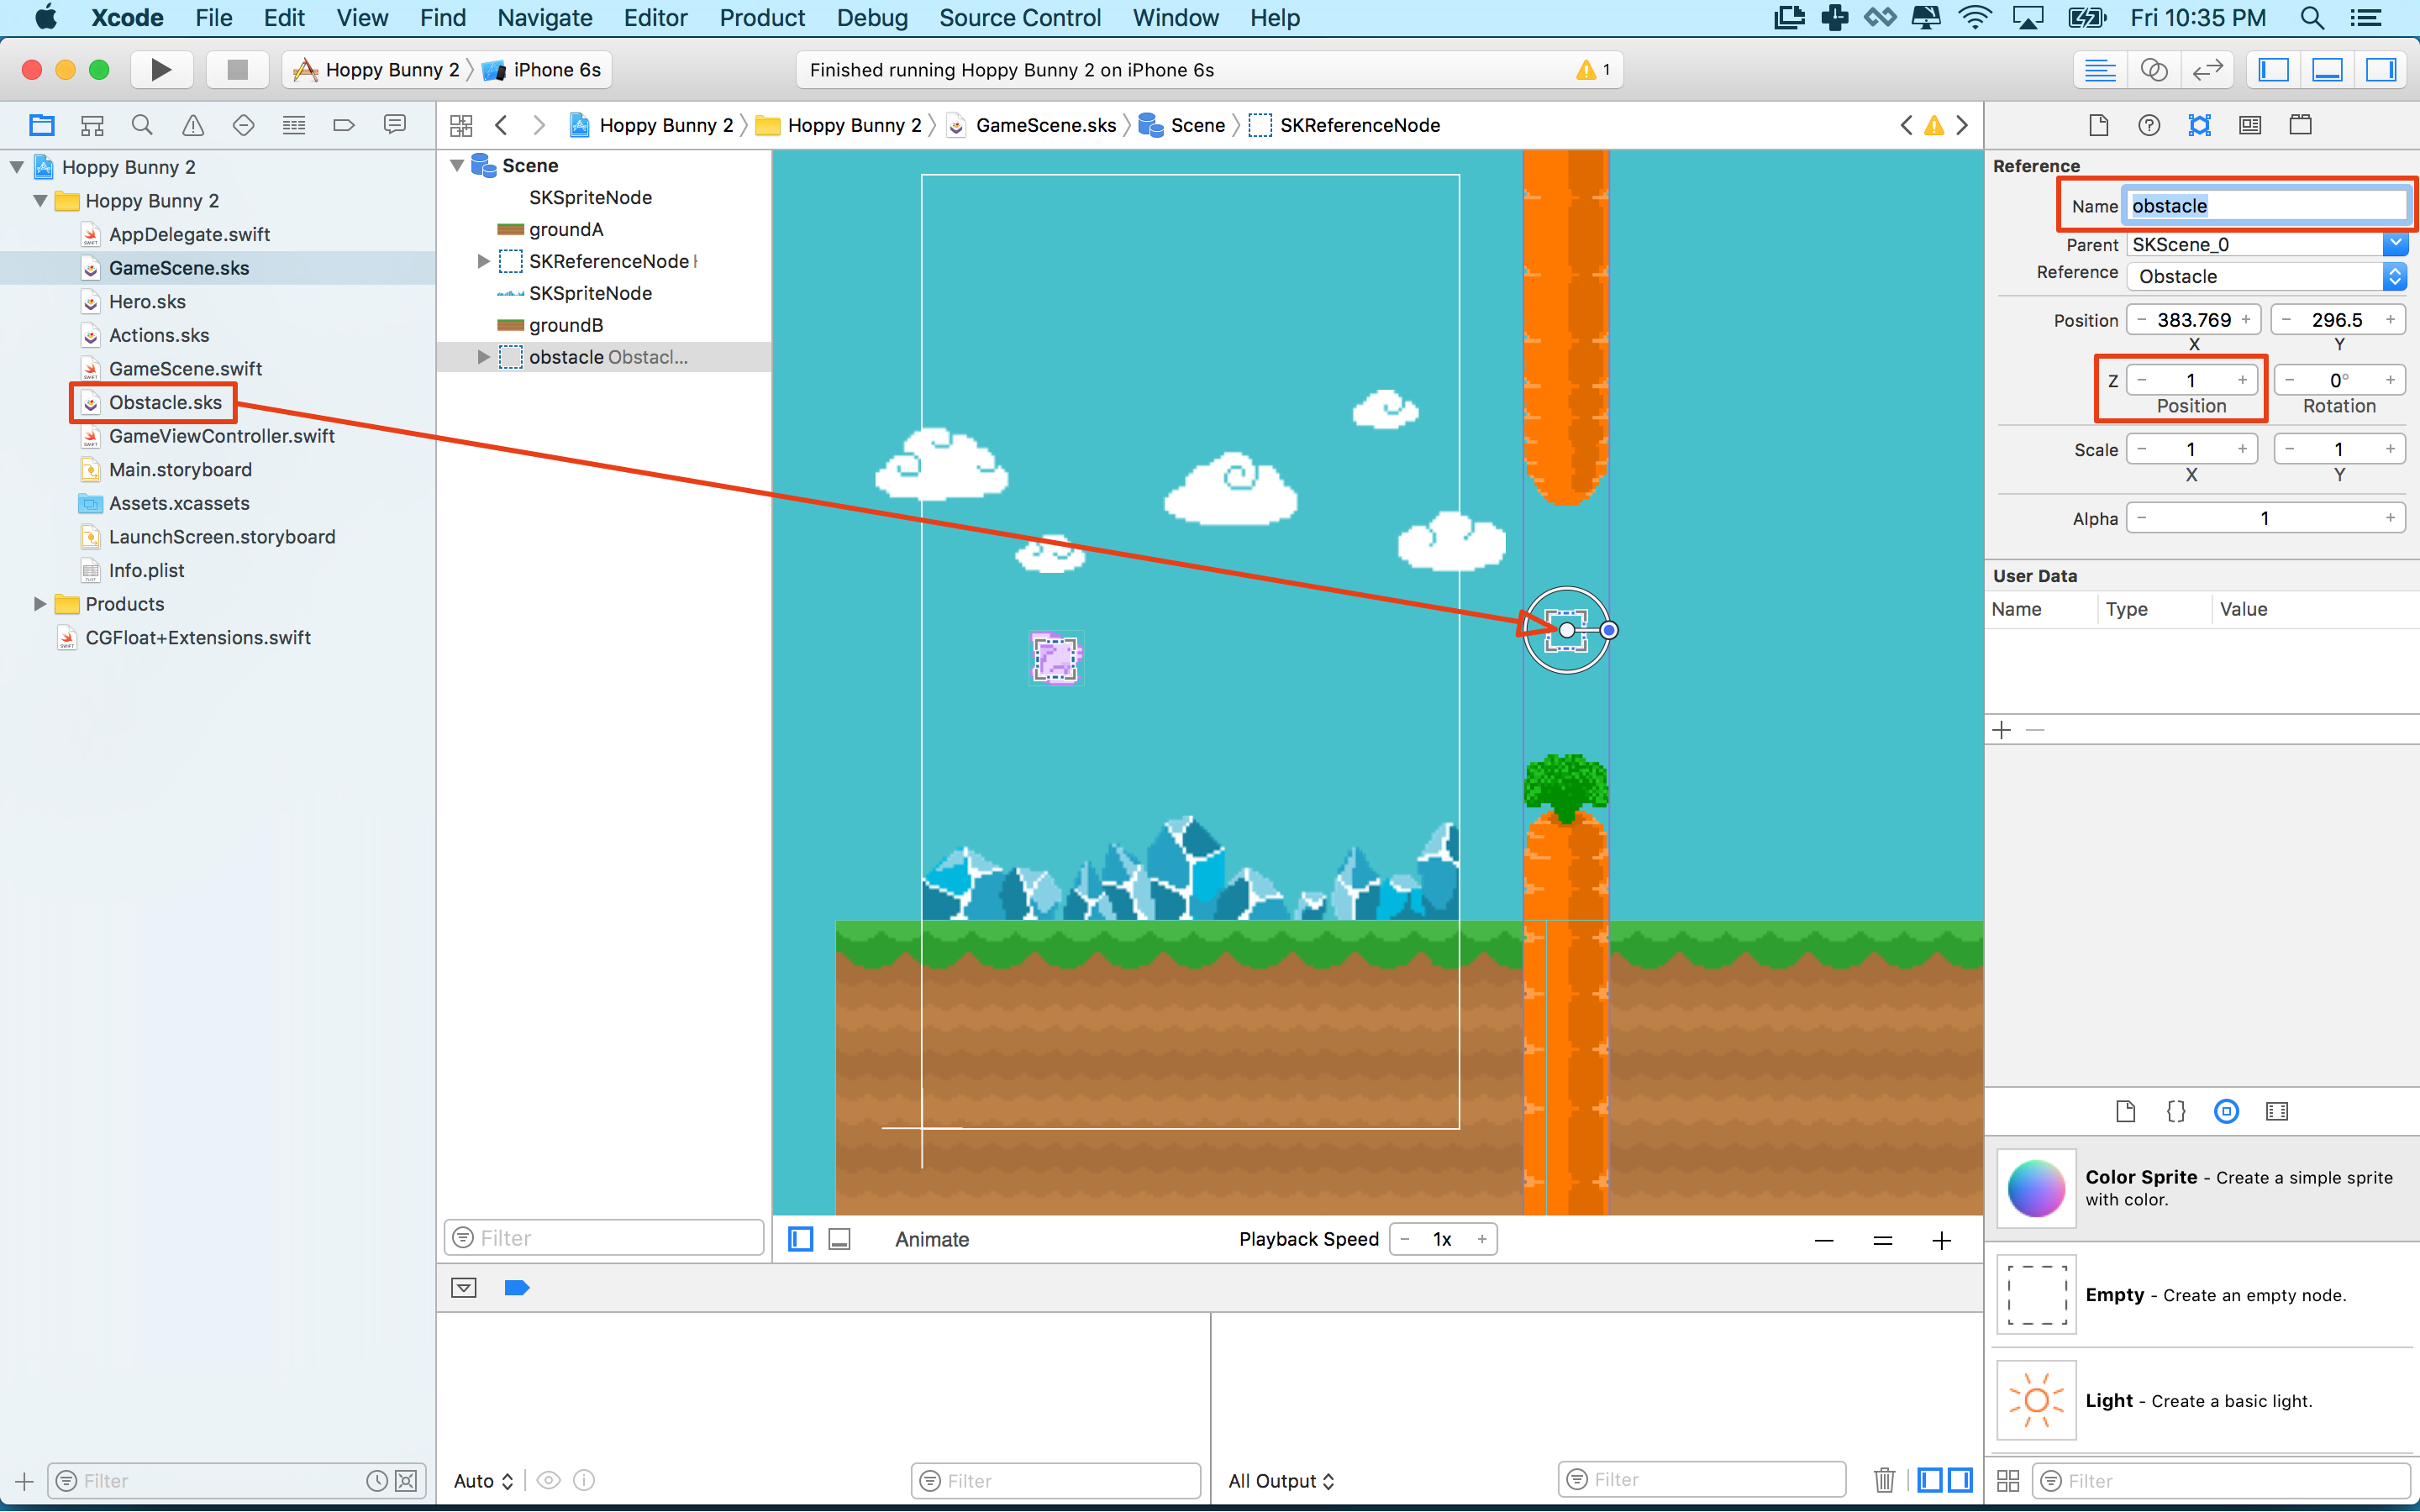 Xcode File Edit View Find Navigate Editor Product Debug Source Control Window Help Fri 10:35 PM
Hoppy Bunny 2 iPhone 6s Finished running Hoppy Bunny 2 on iPhone 6s 1
Hoppy Bunny 2 Hoppy Bunny 2 GameScene.sks Scene SKReferenceNode
Hoppy Bunny 2
Hoppy Bunny 2
AppDelegate.swift
GameScene.sks
Hero.sks
Actions.sks
GameScene.swift
Obstacle.sks
GameViewController.swift
Main.storyboard
Assets.xcassets
LaunchScreen.storyboard
Info.plist
Products
CGFloat+Extensions.swift
Filter
Scene
SKSpriteNode
groundA
SKReferenceNode
SKSpriteNode
groundB
obstacle Obstacl...
Filter
Animate
Playback Speed - 1x +
Auto
Filter
All Output
Filter
Reference
Name obstacle
Parent SKScene_0
Reference Obstacle
Position - 383.769 + - 296.5 +
X Y
Z - 1 + - 0° +
Position Rotation
Scale - 1 + - 1 +
X Y
Alpha - 1 +
User Data
Name Type Value
Color Sprite - Create a simple sprite
with color.
Empty - Create an empty node.
Light - Create a basic light.
Filter